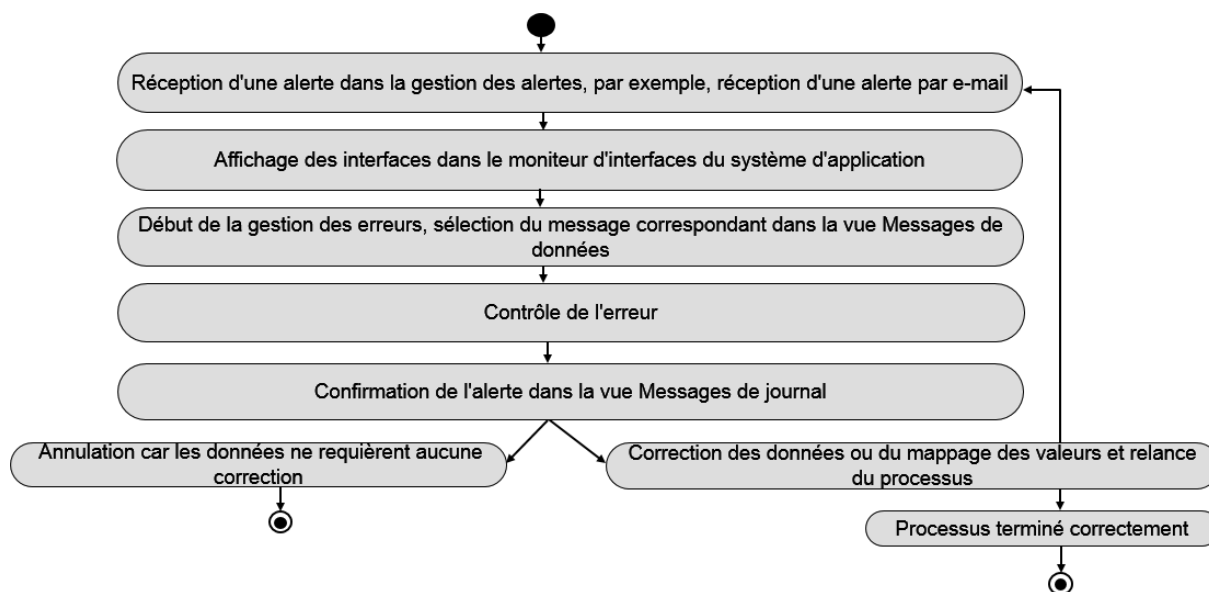 Réception d'une alerte dans la gestion des alertes, par exemple, réception d'une alerte par e-mail
Affichage des interfaces dans le moniteur d'interfaces du système d'application
Début de la gestion des erreurs, sélection du message correspondant dans la vue Messages de
données
Contrôle de l'erreur
Confirmation de l'alerte dans la vue Messages de journal
Annulation car les données ne requièrent aucune
correction
Correction des données ou du mappage des valeurs et relance
du processus
Processus terminé correctement